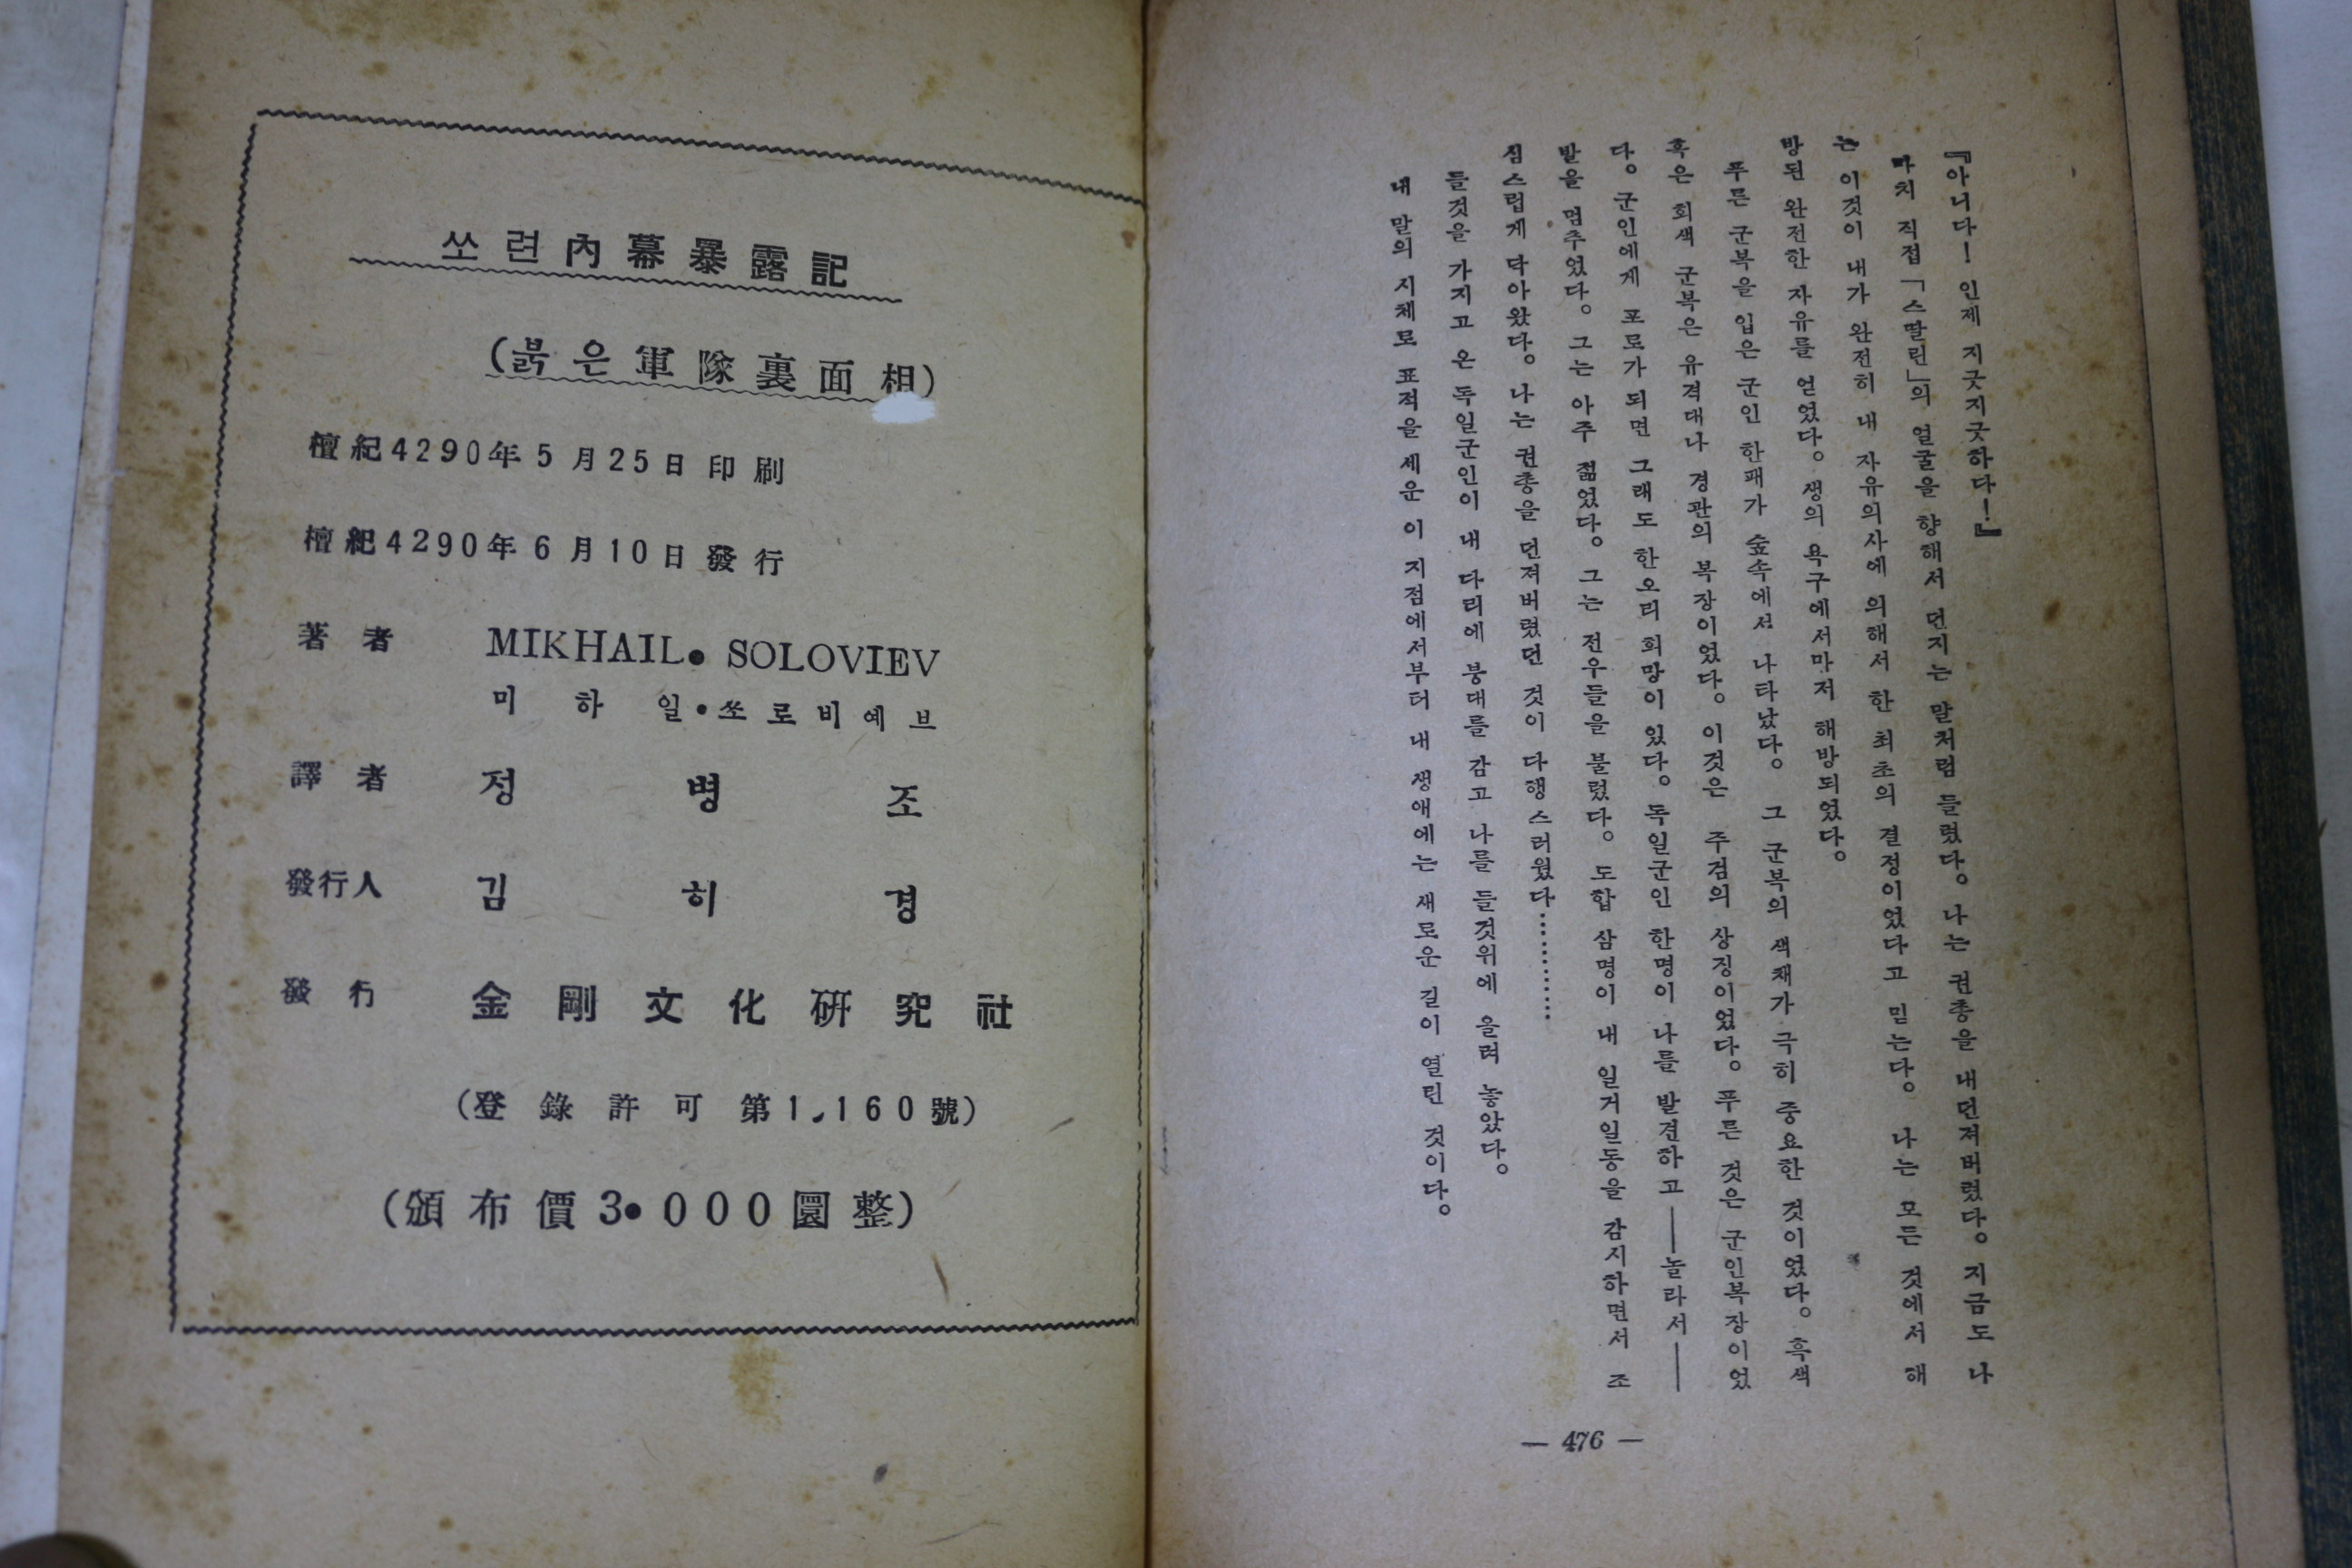 『아니다! 인제 지긋지긋하다!』
마치 직접 「스딸린」의 얼굴을 향해서 던지는 말처럼 들렸다。 나는 권총을 내던져버렸다。 지금도 나
는 이것이 내가 완전히 내 자유의사에 의해서 한 최초의 결정이었다고 믿는다。 나는 모든 것에서 해
방된 완전한 자유를 얻었다。 생의 욕구에서마저 해방되었다。
푸른 군복을 입은 군인 한패가 숲속에서 나타났다。 그 군복의 색채가 극히 중요한 것이었다。 흑색
혹은 회색 군복은 유격대나 경관의 복장이었다。 이것은 주검의 상징이었다。 푸른 것은 군인복장이었
다。 군인에게 포로가 되면 그래도 한오리 희망이 있다。 독일군인 한명이 나를 발견하고――놀라서――
발을 멈추었다。 그는 아주 젊었다。 그는 전우들을 불렀다。 도합 삼명이 내 일거일동을 감시하면서 조
심스럽게 닥아왔다。 나는 권총을 던져버렸던 것이 다행스러웠다…………
들것을 가지고 온 독일군인이 내 다리에 붕대를 감고 나를 들것위에 올려 놓았다。
내 말의 시체로 표적을 세운 이 지점에서부터 내 생애에는 새로운 길이 열린 것이다。
— 476 —
쏘련內幕暴露記
(붉은軍隊裏面相)
檀紀4290年5月25日印刷
檀紀4290年6月10日發行
著者 MIKHAIL. SOLOVIEV
미하일•쏘로비예브
譯者 정병조
發行人 김히경
發行 金剛文化硏究社
(登錄許可第1,160號)
(頒布價3•000圜整)